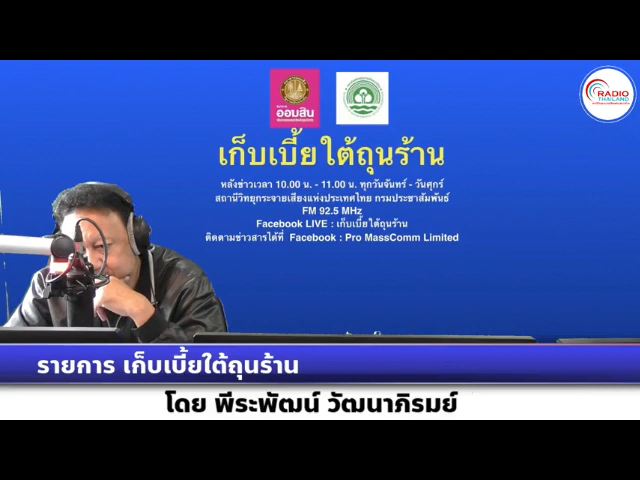 RADIO
THAILAND
ออมสิน
เก็บเบี้ยใต้ถุนร้าน
หลังข่าวเวลา 10.00 น. - 11.00 น. ทุกวันจันทร์ - วันศุกร์
สถานีวิทยุกระจายเสียงแห่งประเทศไทย กรมประชาสัมพันธ์
FM 92.5 MHz
Facebook LIVE : เก็บเบี้ยใต้ถุนร้าน
ติดตามข่าวสารได้ที่ Facebook : Pro MassComm Limited
รายการ เก็บเบี้ยใต้ถุนร้าน
โดย พีระพัฒน์ วัฒนาภิรมย์